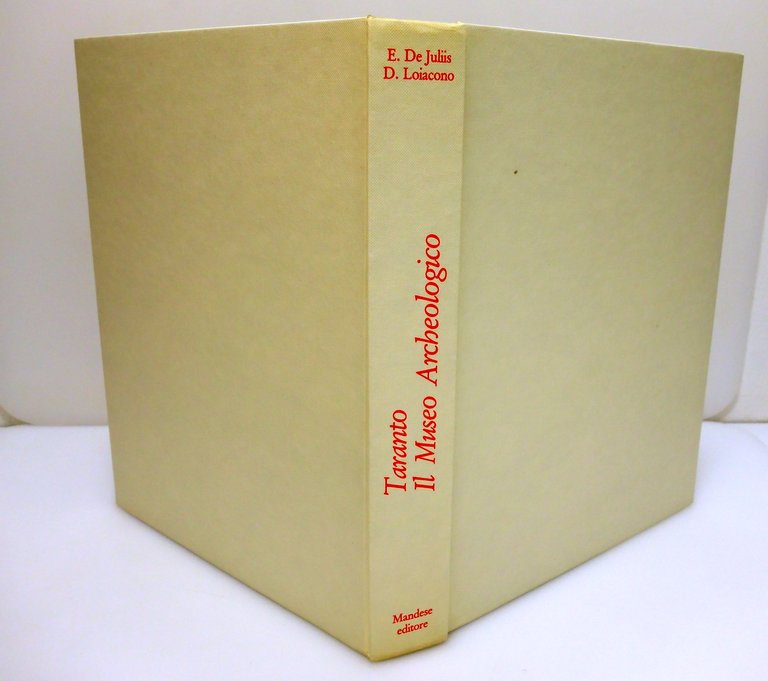 E. De Juliis
D. Loiacono
Taranto
Il Museo Archeologico
Mandese
editore